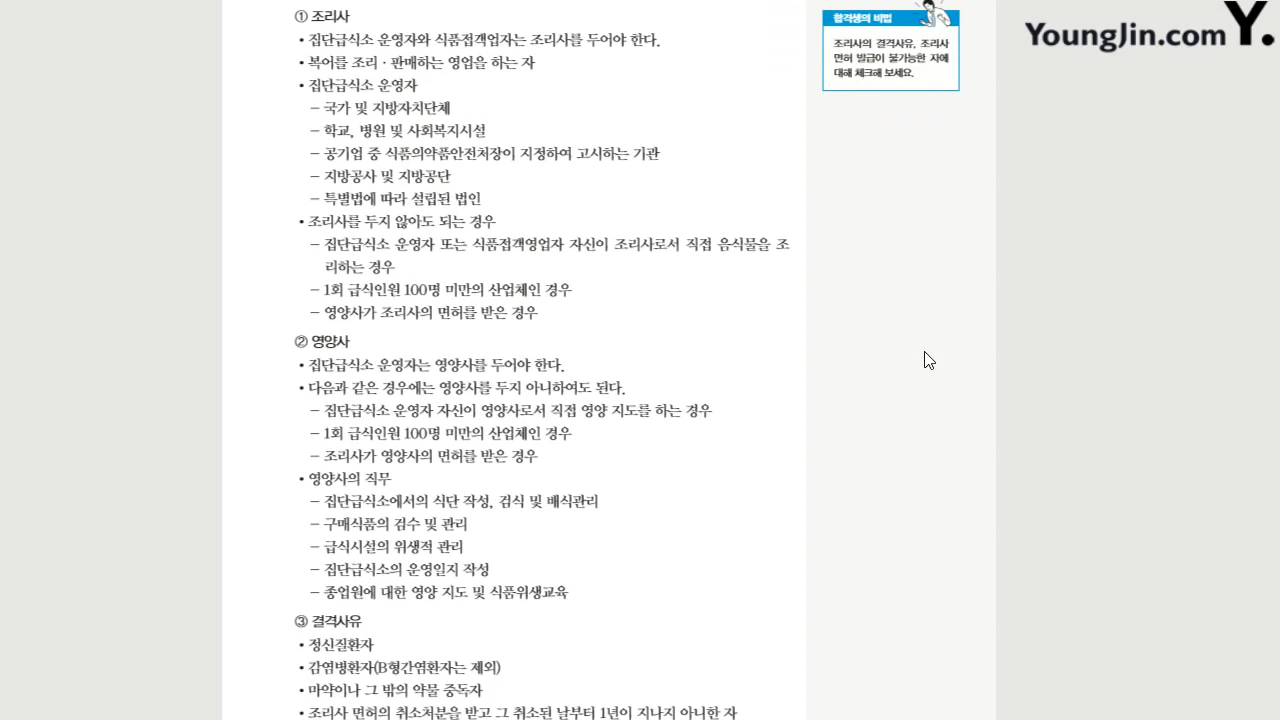 ① 조리사
• 집단급식소 운영자와 식품접객업자는 조리사를 두어야 한다.
• 복어를 조리 · 판매하는 영업을 하는 자
• 집단급식소 운영자
– 국가 및 지방자치단체
– 학교, 병원 및 사회복지시설
– 공기업 중 식품의약품안전처장이 지정하여 고시하는 기관
– 지방공사 및 지방공단
– 특별법에 따라 설립된 법인
• 조리사를 두지 않아도 되는 경우
– 집단급식소 운영자 또는 식품접객영업자 자신이 조리사로서 직접 음식물을 조
리하는 경우
– 1회 급식인원 100명 미만의 산업체인 경우
– 영양사가 조리사의 면허를 받은 경우
② 영양사
• 집단급식소 운영자는 영양사를 두어야 한다.
• 다음과 같은 경우에는 영양사를 두지 아니하여도 된다.
– 집단급식소 운영자 자신이 영양사로서 직접 영양 지도를 하는 경우
– 1회 급식인원 100명 미만의 산업체인 경우
– 조리사가 영양사의 면허를 받은 경우
• 영양사의 직무
– 집단급식소에서의 식단 작성, 검식 및 배식관리
– 구매식품의 검수 및 관리
– 급식시설의 위생적 관리
– 집단급식소의 운영일지 작성
– 종업원에 대한 영양 지도 및 식품위생교육
③ 결격사유
• 정신질환자
• 감염병환자(B형간염환자는 제외)
• 마약이나 그 밖의 약물 중독자
• 조리사 면허의 취소처분을 받고 그 취소된 날부터 1년이 지나지 아니한 자
합격생의 비법
조리사의 결격사유, 조리사
면허 발급이 불가능한 자에
대해 체크해 보세요.
YoungJin.com Y.